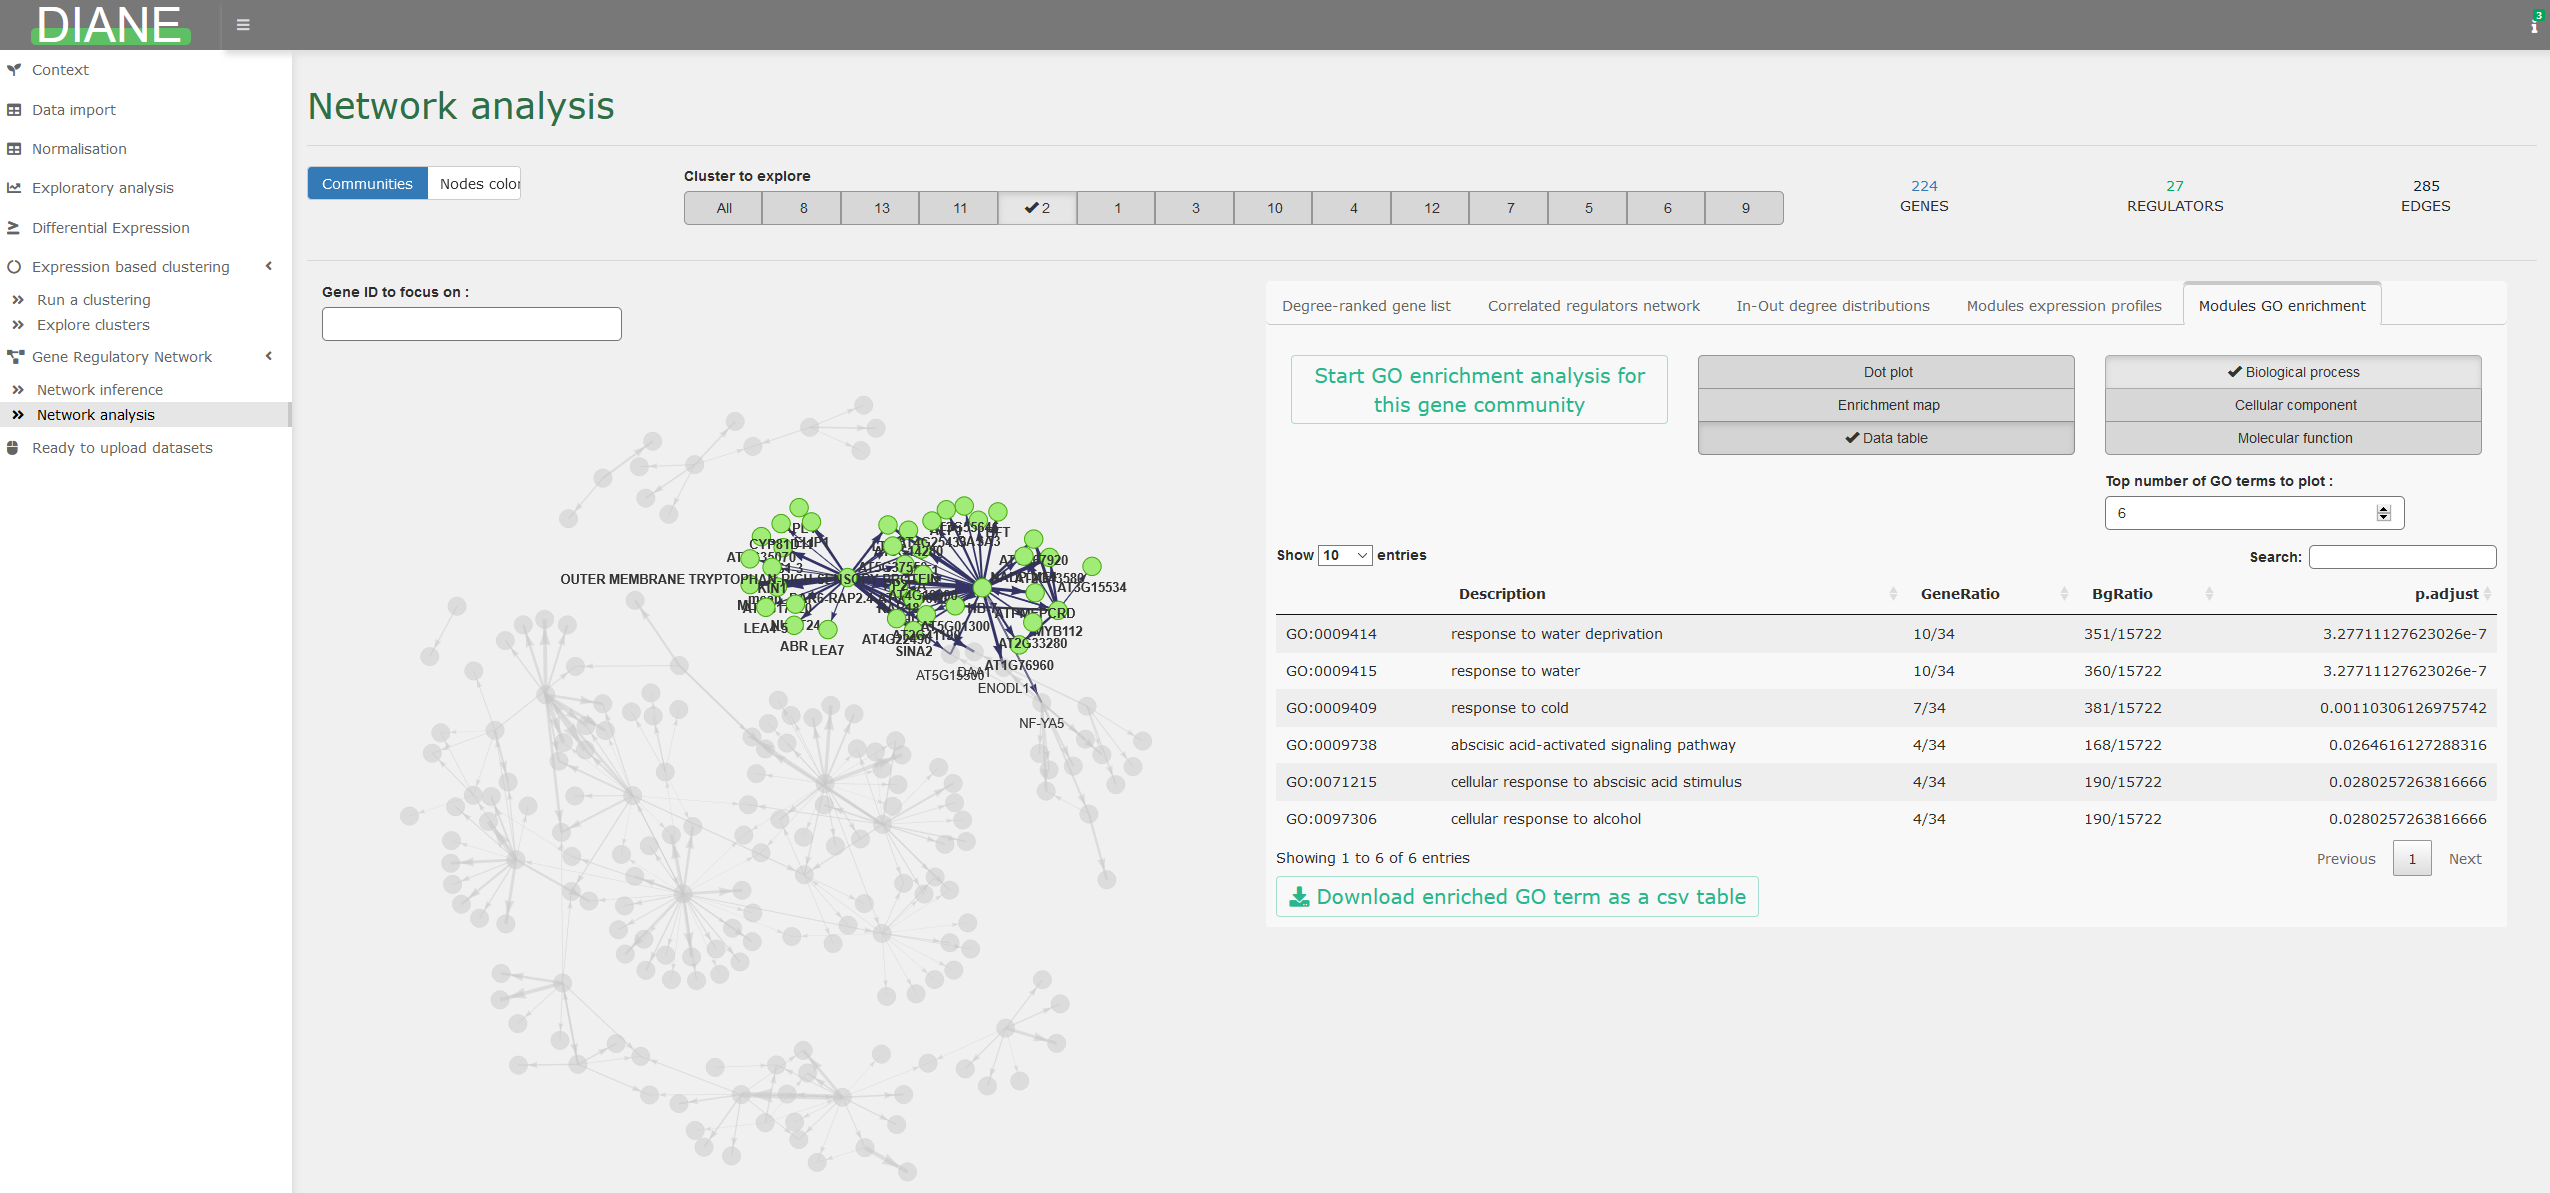 DIANE
3
Context
Data import
Normalisation
Exploratory analysis
Differential Expression
Expression based clustering
Run a clustering
Explore clusters
Gene Regulatory Network
Network inference
Network analysis
Ready to upload datasets
Network analysis
Communities Nodes color
Cluster to explore
All 8 13 11 2 1 3 10 4 12 7 5 6 9
224 GENES
27 REGULATORS
285 EDGES
Gene ID to focus on :
CYP81D11
OUTER MEMBRANE TRYPTOPHAN-RICH SENSORY PROTEIN
KIN1
LEA4-5
ABR
LEA7
AT4G22490
SINA2
AT5G01300
AT3G15534
MYB112
AT2G33280
AT1G76960
AT5G15500
ENODL1
NF-YA5
Degree-ranked gene list Correlated regulators network In-Out degree distributions Modules expression profiles Modules GO enrichment
Start GO enrichment analysis for
this gene community
Dot plot
Enrichment map
Data table
Biological process
Cellular component
Molecular function
Top number of GO terms to plot :
6
Show 10 entries
Search:
Description GeneRatio BgRatio p.adjust
GO:0009414 response to water deprivation 10/34 351/15722 3.27711127623026e-7
GO:0009415 response to water 10/34 360/15722 3.27711127623026e-7
GO:0009409 response to cold 7/34 381/15722 0.00110306126975742
GO:0009738 abscisic acid-activated signaling pathway 4/34 168/15722 0.0264616127288316
GO:0071215 cellular response to abscisic acid stimulus 4/34 190/15722 0.0280257263816666
GO:0097306 cellular response to alcohol 4/34 190/15722 0.0280257263816666
Showing 1 to 6 of 6 entries
Previous 1 Next
Download enriched GO term as a csv table